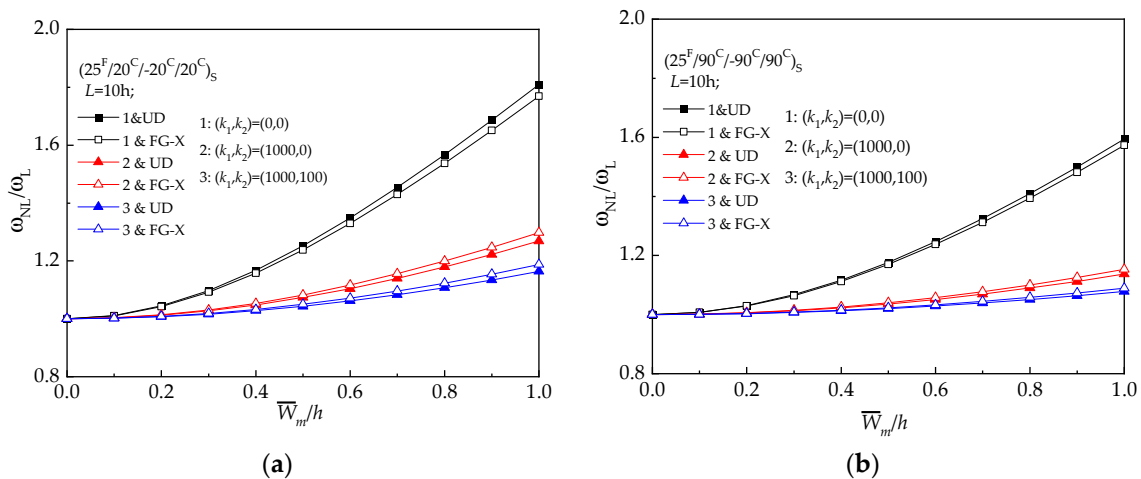 2.0
1.6
1.2
0.8
ω_NL/ω_L
(25^F/20^C/-20^C/20^C)_S
L=10h;
1&UD
1 & FG-X
2 & UD
2 & FG-X
3 & UD
3 & FG-X
1: (k_1,k_2)=(0,0)
2: (k_1,k_2)=(1000,0)
3: (k_1,k_2)=(1000,100)
0.0 0.2 0.4 0.6 0.8 1.0
W̅_m/h
(a)
2.0
1.6
1.2
0.8
ω_NL/ω_L
(25^F/90^C/-90^C/90^C)_S
L=10h;
1&UD
1 & FG-X
2 & UD
2 & FG-X
3 & UD
3 & FG-X
1: (k_1,k_2)=(0,0)
2: (k_1,k_2)=(1000,0)
3: (k_1,k_2)=(1000,100)
0.0 0.2 0.4 0.6 0.8 1.0
W̅_m/h
(b)